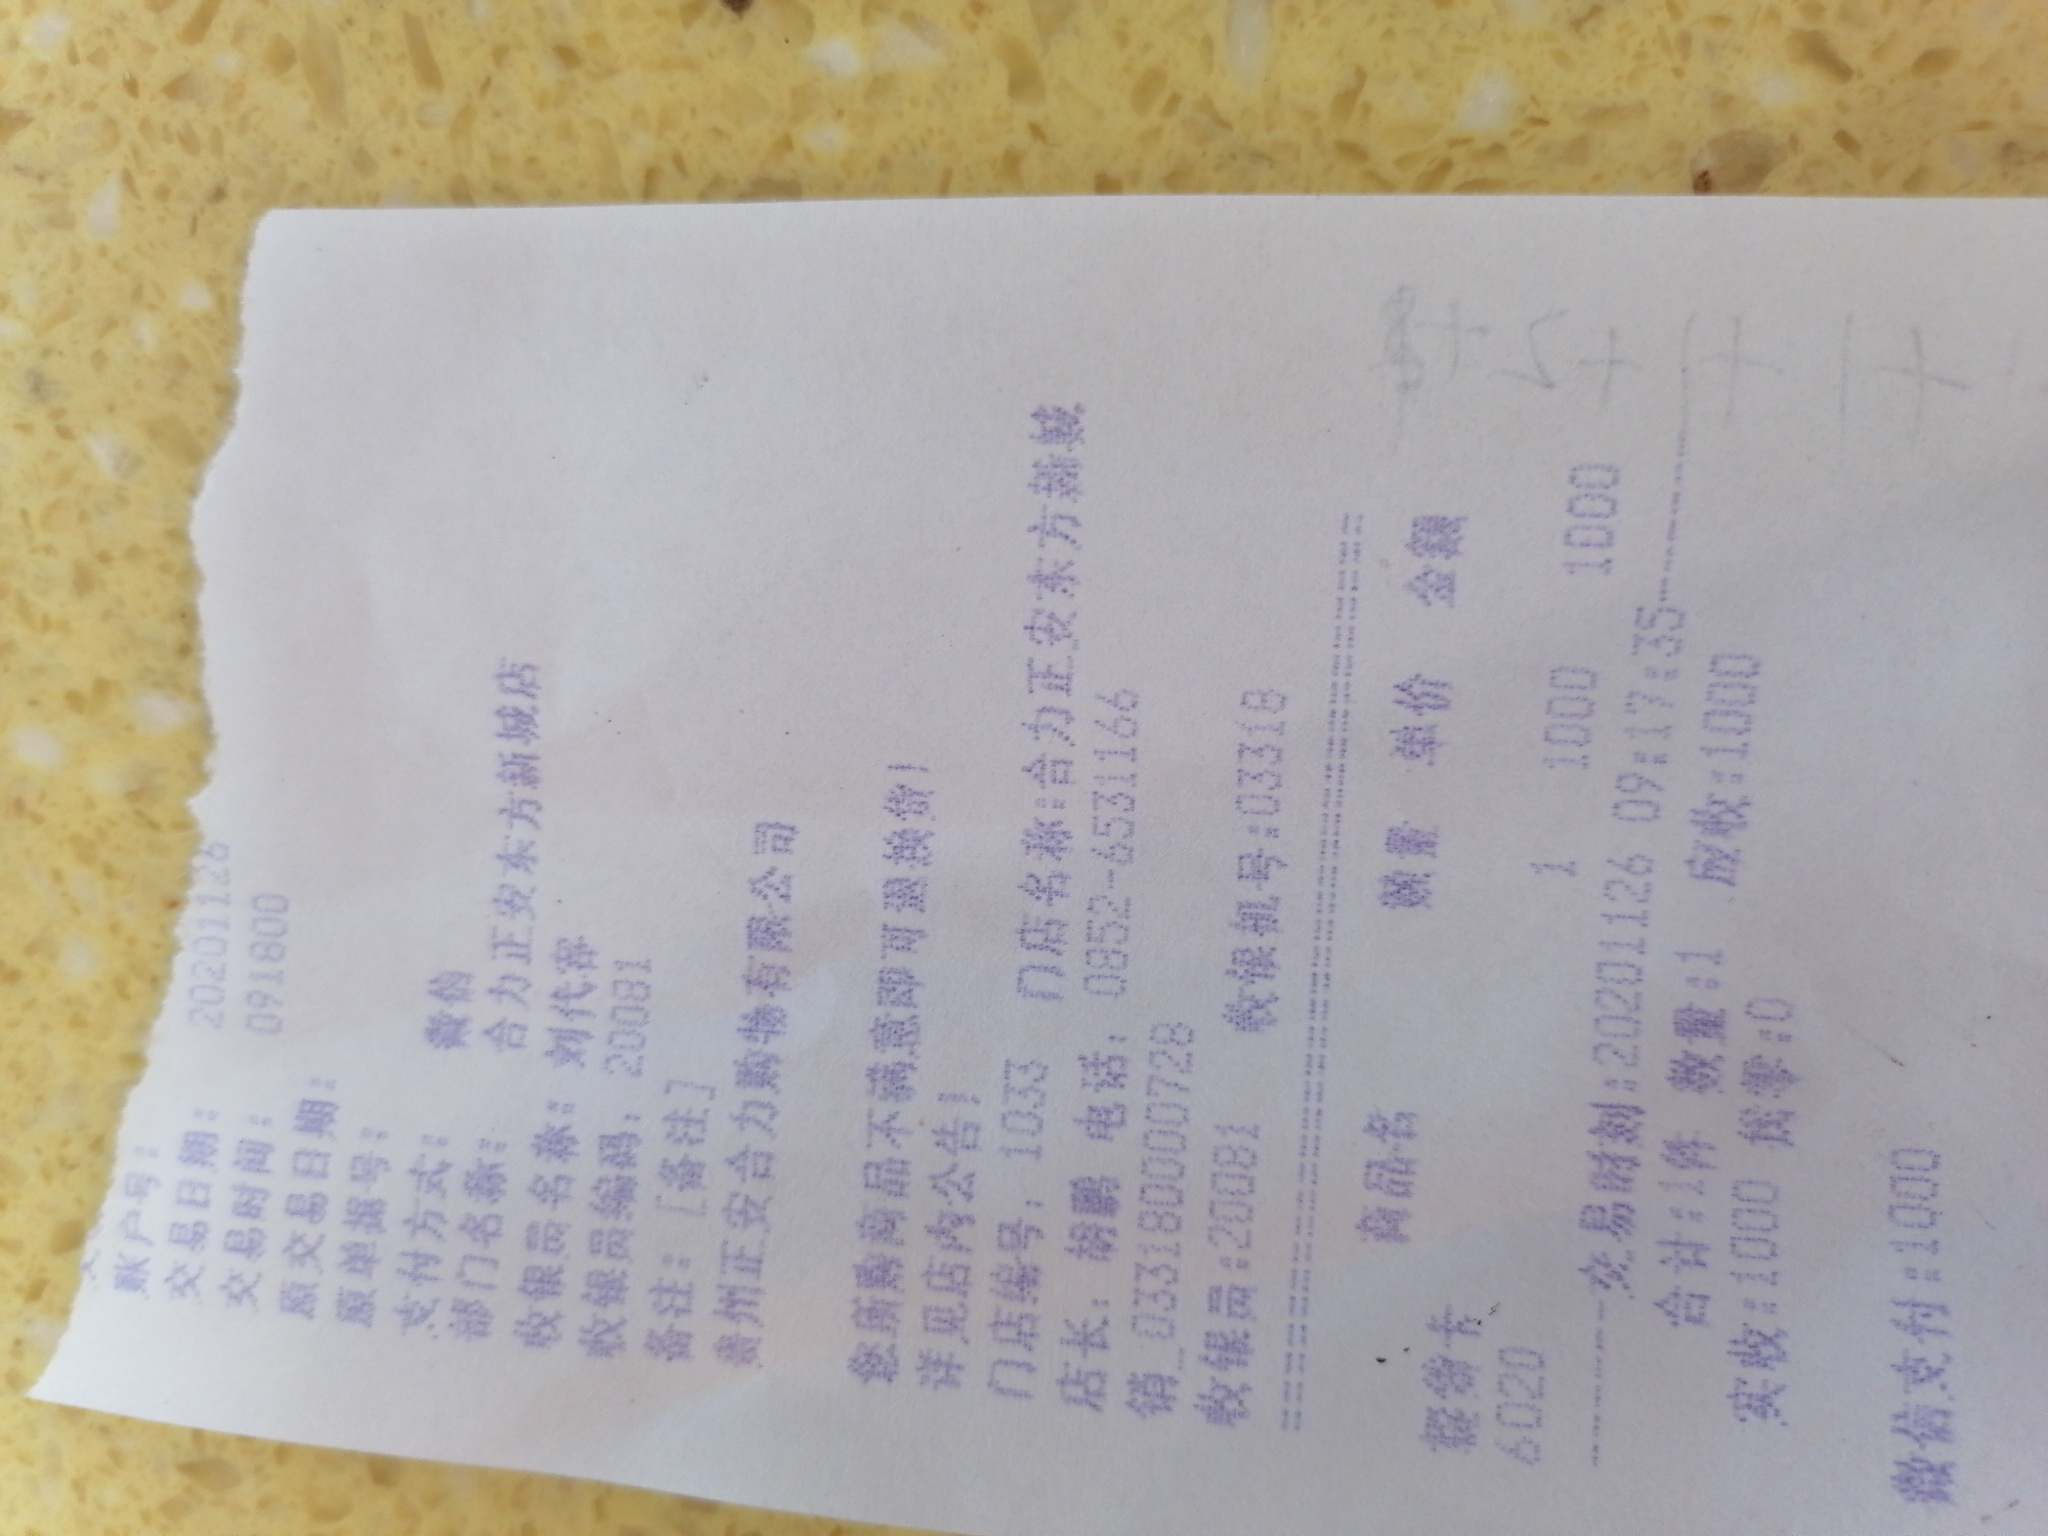 账户号:
交易日期: 20201126
交易时间: 091800
原交易日期:
原单据号:
支付方式: 微信
部门名称: 合力正安东方新城店
收银员名称: 刘代容
收银员编码: 20081
备注: [备注]
贵州正安合力购物有限公司
您所购商品不满意即可退换货!
详见店内公告!
门店编号: 1033 门店名称:合力正安东方新城
店长: 胡鹏 电话: 0852-6531166
销_033180000728
收银员:20081 收银机号:03318
商品名 数量 单价 金额
提货卡 1 1000 1000
6020
交易时刻:20201126 09:17:35
合计:1件 数量:1 应收:1000
实收:1000 找零:0
微信支付:1000